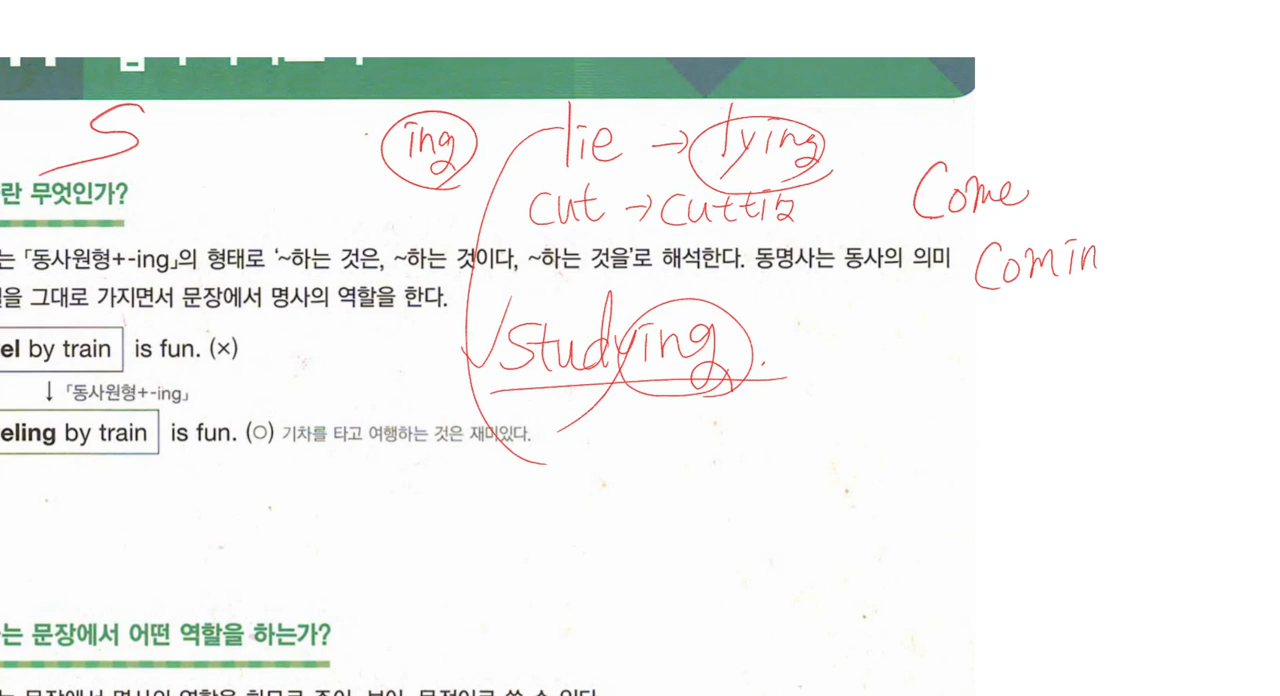 S
ing
lie → lying
cut → cutting
Come
Comin
란 무엇인가?
는 「동사원형+-ing」의 형태로 '~하는 것은, ~하는 것이다, ~하는 것을'로 해석한다. 동명사는 동사의 의미
을 그대로 가지면서 문장에서 명사의 역할을 한다.
studying
el by train is fun. (×)
↓ 「동사원형+-ing」
eling by train is fun. (○) 기차를 타고 여행하는 것은 재미있다.
는 문장에서 어떤 역할을 하는가?